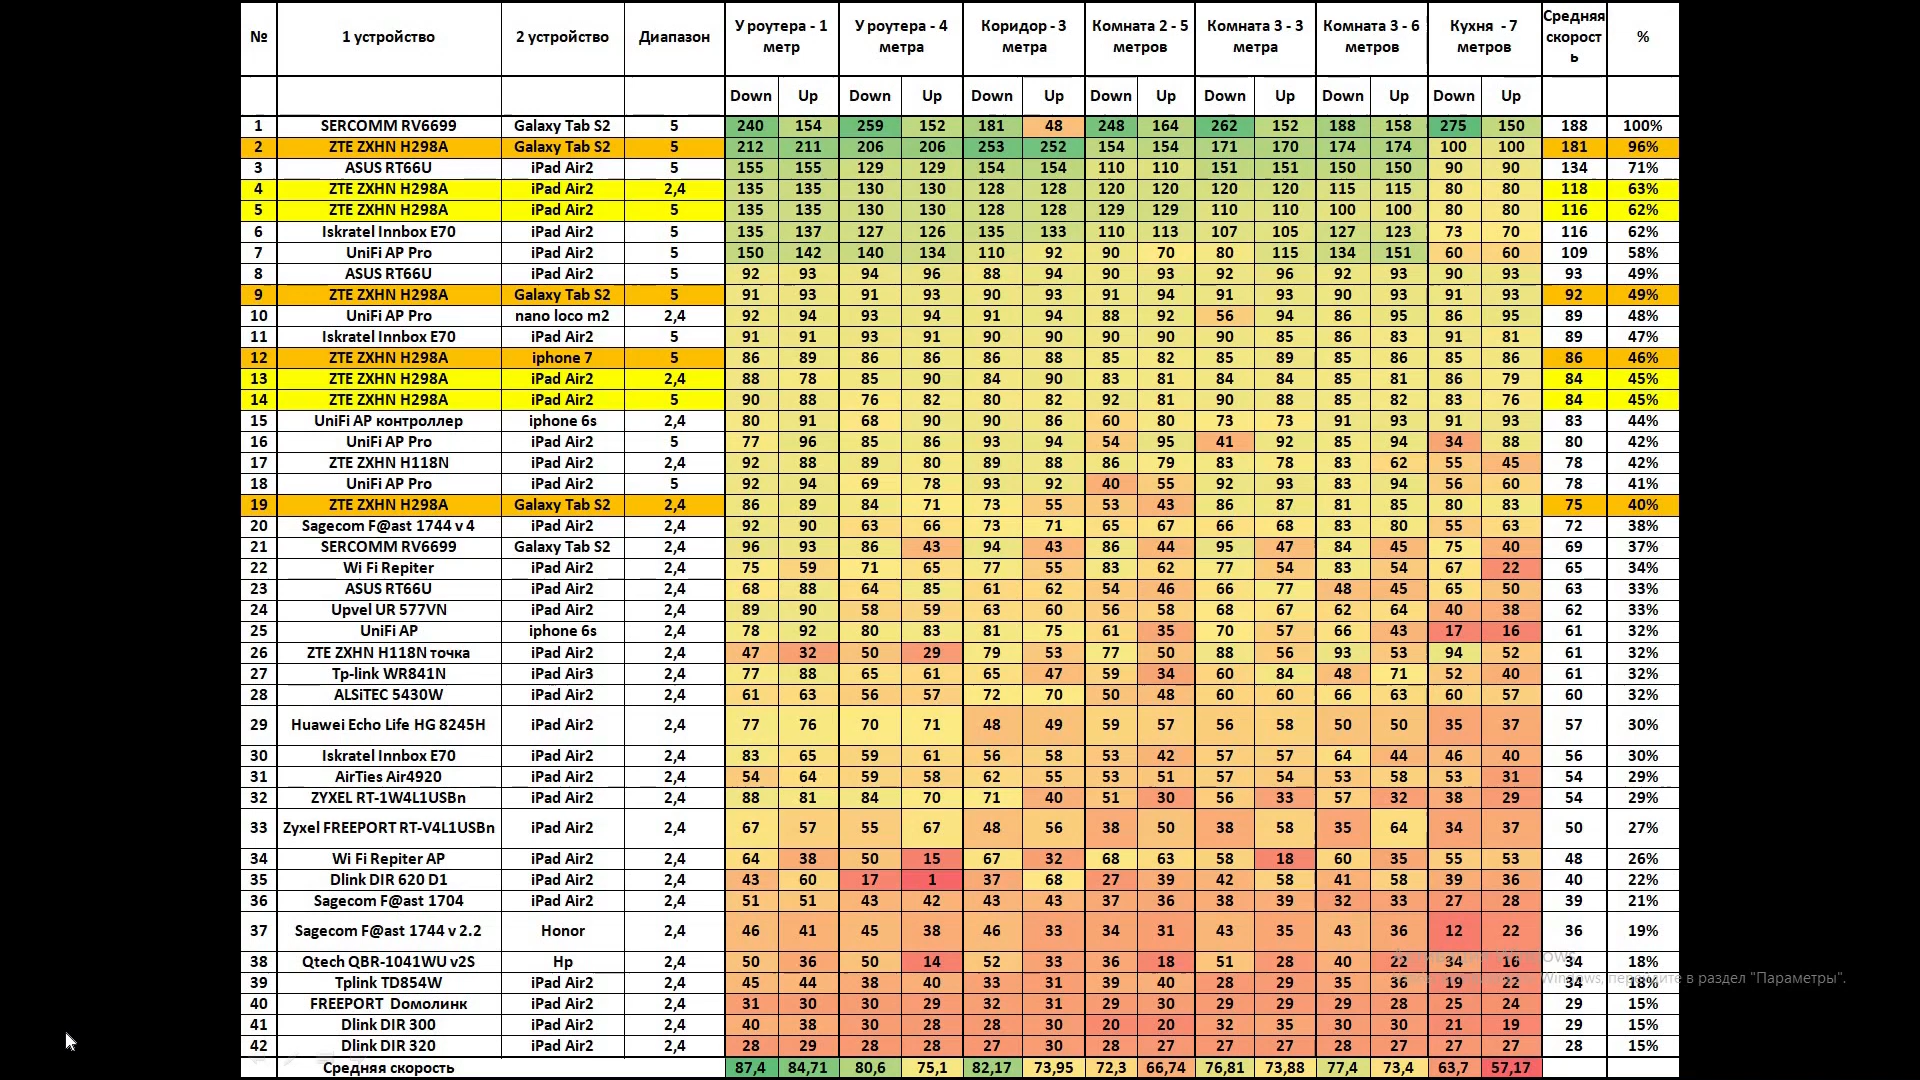 № 1 устройство 2 устройство Диапазон У роутера - 1 метр У роутера - 4 метра Коридор - 3 метра Комната 2 - 5 метров Комната 3 - 3 метра Комната 3 - 6 метров Кухня - 7 метров Средняя скорость %
Down Up Down Up Down Up Down Up Down Up Down Up Down Up
1 SERCOMM RV6699 Galaxy Tab S2 5 240 154 259 152 181 48 248 164 262 152 188 158 275 150 188 100%
2 ZTE ZXHN H298A Galaxy Tab S2 5 212 211 206 206 253 252 154 154 171 170 174 174 100 100 181 96%
3 ASUS RT66U iPad Air2 5 155 155 129 129 154 154 110 110 151 151 150 150 90 90 134 71%
4 ZTE ZXHN H298A iPad Air2 2,4 135 135 130 130 128 128 120 120 120 120 115 115 80 80 118 63%
5 ZTE ZXHN H298A iPad Air2 5 135 135 130 130 128 128 129 129 110 110 100 100 80 80 116 62%
6 Iskratel Innbox E70 iPad Air2 5 135 137 127 126 135 133 110 113 107 105 127 123 73 70 116 62%
7 UniFi AP Pro iPad Air2 5 150 142 140 134 110 92 90 70 80 115 134 151 60 60 109 58%
8 ASUS RT66U iPad Air2 5 92 93 94 96 88 94 90 93 92 96 92 93 90 93 93 49%
9 ZTE ZXHN H298A Galaxy Tab S2 5 91 93 91 93 90 93 91 94 91 93 90 93 91 93 92 49%
10 UniFi AP Pro nano loco m2 2,4 92 94 93 94 91 94 88 92 56 94 86 95 86 95 89 48%
11 Iskratel Innbox E70 iPad Air2 5 91 91 93 91 90 90 90 90 90 85 86 83 91 81 89 47%
12 ZTE ZXHN H298A iphone 7 5 86 89 86 86 86 88 85 82 85 89 85 86 85 86 86 46%
13 ZTE ZXHN H298A iPad Air2 2,4 88 78 85 90 84 90 83 81 84 84 85 81 86 79 84 45%
14 ZTE ZXHN H298A iPad Air2 5 90 88 76 82 80 82 92 81 90 88 85 82 83 76 84 45%
15 UniFi AP контроллер iphone 6s 2,4 80 91 68 90 90 86 60 80 73 73 91 93 91 93 83 44%
16 UniFi AP Pro iPad Air2 5 77 96 85 86 93 94 54 95 41 92 85 94 34 88 80 42%
17 ZTE ZXHN H118N iPad Air2 2,4 92 88 89 80 89 88 86 79 83 78 83 62 55 45 78 42%
18 UniFi AP Pro iPad Air2 5 92 94 69 78 93 92 40 55 92 93 83 94 56 60 78 41%
19 ZTE ZXHN H298A Galaxy Tab S2 2,4 86 89 84 71 73 55 53 43 86 87 81 85 80 83 75 40%
20 Sagecom F@ast 1744 v 4 iPad Air2 2,4 92 90 63 66 73 71 65 67 66 68 83 80 55 63 72 38%
21 SERCOMM RV6699 Galaxy Tab S2 2,4 96 93 86 43 94 43 86 44 95 47 84 45 75 40 69 37%
22 Wi Fi Repiter iPad Air2 2,4 75 59 71 65 77 55 83 62 77 54 83 54 67 22 65 34%
23 ASUS RT66U iPad Air2 2,4 68 88 64 85 61 62 54 46 66 77 48 45 65 50 63 33%
24 Upvel UR 577VN iPad Air2 2,4 89 90 58 59 63 60 56 58 68 67 62 64 40 38 62 33%
25 UniFi AP iphone 6s 2,4 78 92 80 83 81 75 61 35 70 57 66 43 17 16 61 32%
26 ZTE ZXHN H118N точка iPad Air2 2,4 47 32 50 29 79 53 77 50 88 56 93 53 94 52 61 32%
27 Tp-link WR841N iPad Air3 2,4 77 88 65 61 65 47 59 34 60 84 48 71 52 40 61 32%
28 ALSiTEC 5430W iPad Air2 2,4 61 63 56 57 72 70 50 48 60 60 66 63 60 57 60 32%
29 Huawei Echo Life HG 8245H iPad Air2 2,4 77 76 70 71 48 49 59 57 56 58 50 50 35 37 57 30%
30 Iskratel Innbox E70 iPad Air2 2,4 83 65 59 61 56 58 53 42 57 57 64 44 46 40 56 30%
31 AirTies Air4920 iPad Air2 2,4 54 64 59 58 62 55 53 51 57 54 53 58 53 31 54 29%
32 ZYXEL RT-1W4L1USBn iPad Air2 2,4 88 81 84 70 71 40 51 30 56 33 57 32 38 29 54 29%
33 Zyxel FREEPORT RT-V4L1USBn iPad Air2 2,4 67 57 55 67 48 56 38 50 38 58 35 64 34 37 50 27%
34 Wi Fi Repiter AP iPad Air2 2,4 64 38 50 15 67 32 68 63 58 18 60 35 55 53 48 26%
35 Dlink DIR 620 D1 iPad Air2 2,4 43 60 17 1 37 68 27 39 42 58 41 58 39 36 40 22%
36 Sagecom F@ast 1704 iPad Air2 2,4 51 51 43 42 43 43 37 36 38 39 32 33 27 28 39 21%
37 Sagecom F@ast 1744 v 2.2 Honor 2,4 46 41 45 38 46 33 34 31 43 35 43 36 12 22 36 19%
38 Qtech QBR-1041WU v2S Hp 2,4 50 36 50 14 52 33 36 18 51 28 40 22 34 16 34 18%
39 Tplink TD854W iPad Air2 2,4 45 44 38 40 33 31 39 40 28 29 35 36 19 22 34 18%
40 FREEPORT Домолинк iPad Air2 2,4 31 30 30 29 32 31 30 29 29 29 29 28 25 24 29 15%
41 Dlink DIR 300 iPad Air2 2,4 40 38 30 28 28 30 20 20 32 35 30 30 21 19 29 15%
42 Dlink DIR 320 iPad Air2 2,4 28 29 28 28 27 30 28 27 27 27 28 27 27 27 28 15%
Средняя скорость 87,4 84,71 80,6 75,1 82,17 73,95 72,3 66,74 76,81 73,88 77,4 73,4 63,7 57,17
Windows, перейдите в раздел "Параметры".